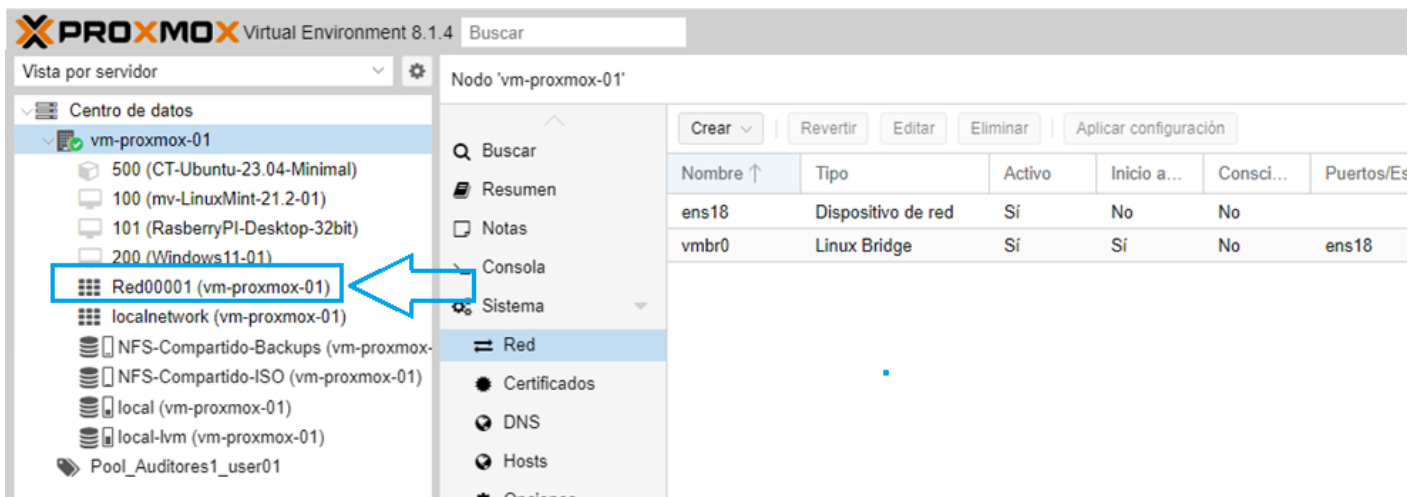 PROXMOX Virtual Environment 8.1.4 Buscar
Vista por servidor
Centro de datos
vm-proxmox-01
500 (CT-Ubuntu-23.04-Minimal)
100 (mv-LinuxMint-21.2-01)
101 (RasberryPI-Desktop-32bit)
200 (Windows11-01)
Red00001 (vm-proxmox-01)
localnetwork (vm-proxmox-01)
NFS-Compartido-Backups (vm-proxmox-
NFS-Compartido-ISO (vm-proxmox-01)
local (vm-proxmox-01)
local-lvm (vm-proxmox-01)
Pool_Auditores1_user01
Nodo 'vm-proxmox-01'
Buscar
Resumen
Notas
Consola
Sistema
Red
Certificados
DNS
Hosts
Opciones
Crear Revertir Editar Eliminar Aplicar configuración
Nombre Tipo Activo Inicio a... Consci... Puertos/Es
ens18 Dispositivo de red Sí No No
vmbr0 Linux Bridge Sí Sí No ens18